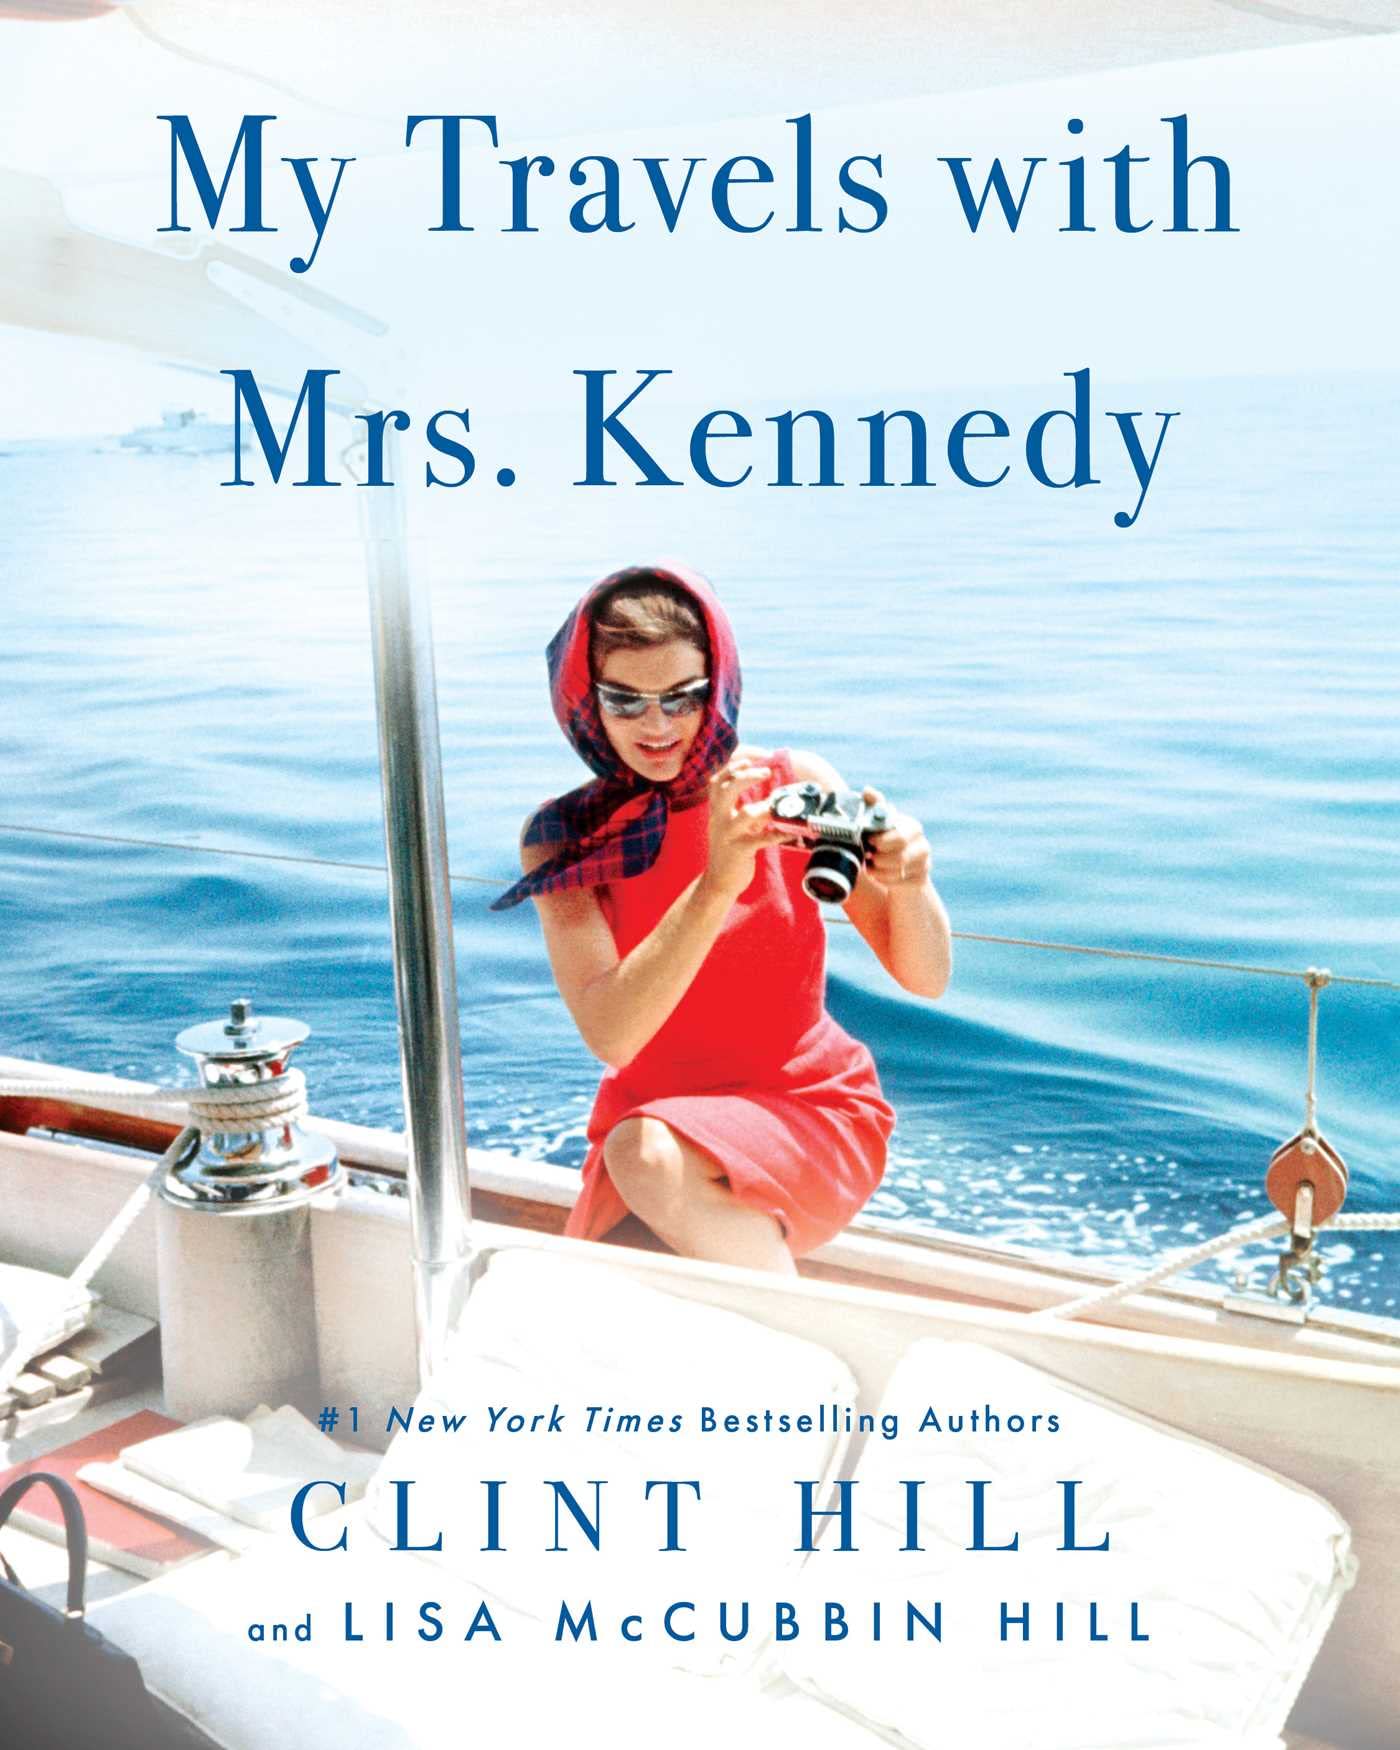 My Travels with
Mrs. Kennedy
#1 New York Times Bestselling Authors
CLINT HILL
and LISA McCUBBIN HILL